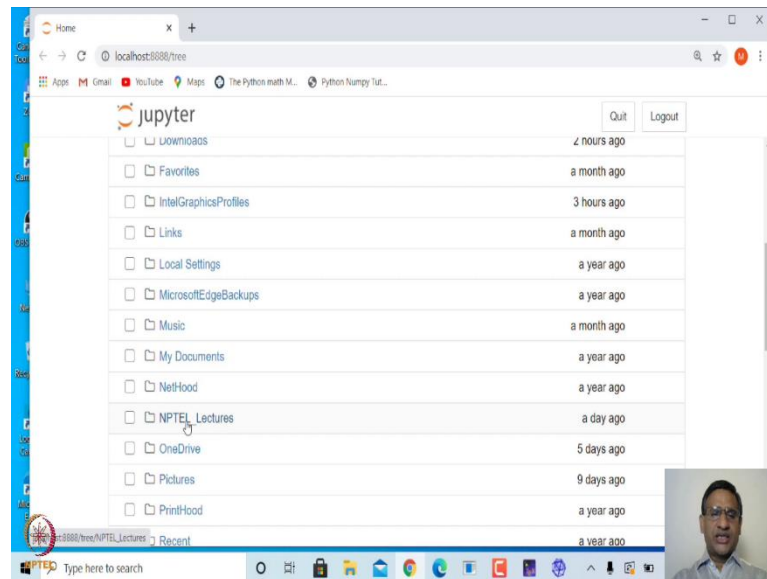 Home
localhost:8888/tree
Apps Gmail YouTube Maps The Python math M... Python Numpy Tut...
jupyter Quit Logout
Downloads 2 hours ago
Favorites a month ago
IntelGraphicsProfiles 3 hours ago
Links a month ago
Local Settings a year ago
MicrosoftEdgeBackups a year ago
Music a month ago
My Documents a year ago
NetHood a year ago
NPTEL_Lectures a day ago
OneDrive 5 days ago
Pictures 9 days ago
PrintHood a year ago
Recent a year ago
st:8888/tree/NPTEL_Lectures
Type here to search